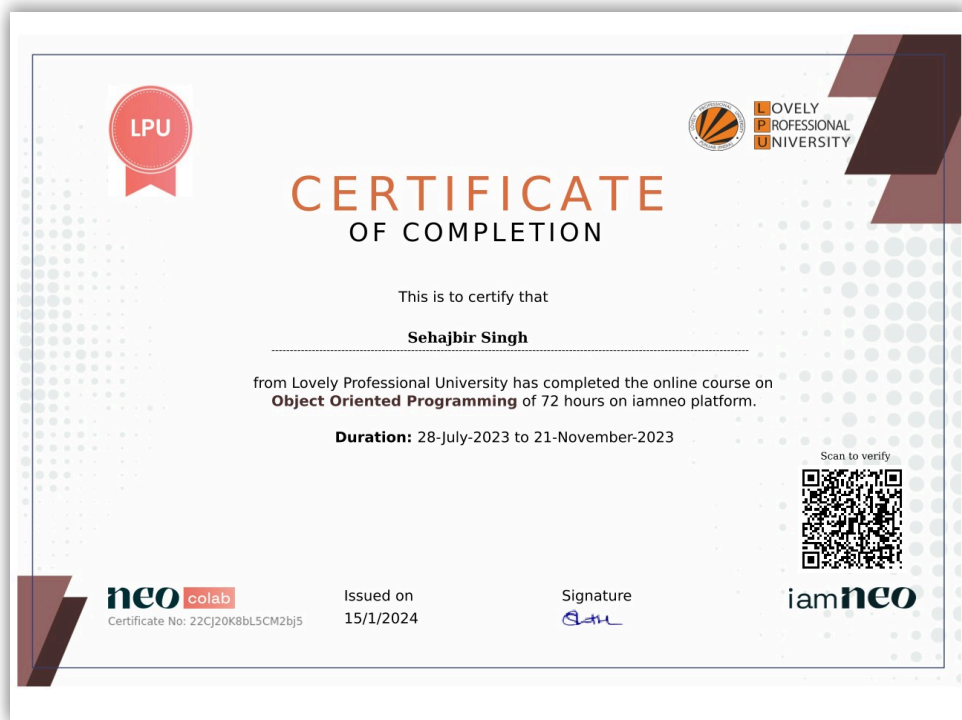 LPU
LOVELY
PROFESSIONAL
UNIVERSITY
CERTIFICATE
OF COMPLETION
This is to certify that
Sehajbir Singh
from Lovely Professional University has completed the online course on
Object Oriented Programming of 72 hours on iamneo platform.
Duration: 28-July-2023 to 21-November-2023
Scan to verify
neo colab
Certificate No: 22CJ20K8bL5CM2bj5
Issued on
15/1/2024
Signature
iamneo